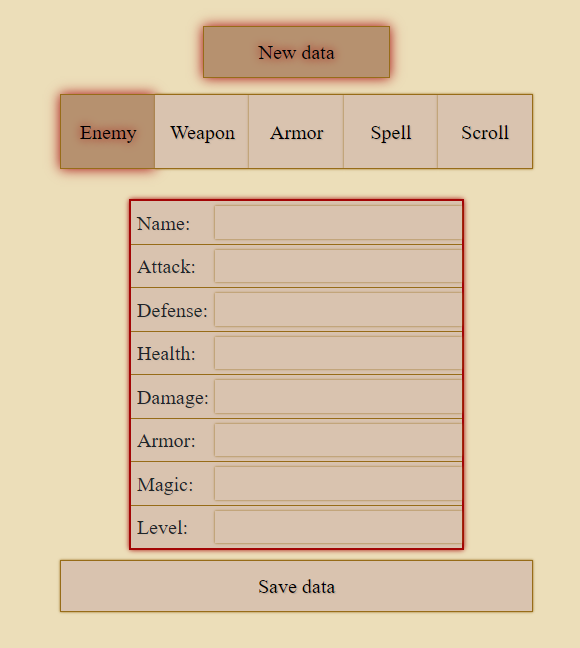 New data
Enemy Weapon Armor Spell Scroll
Name:
Attack:
Defense:
Health:
Damage:
Armor:
Magic:
Level:
Save data